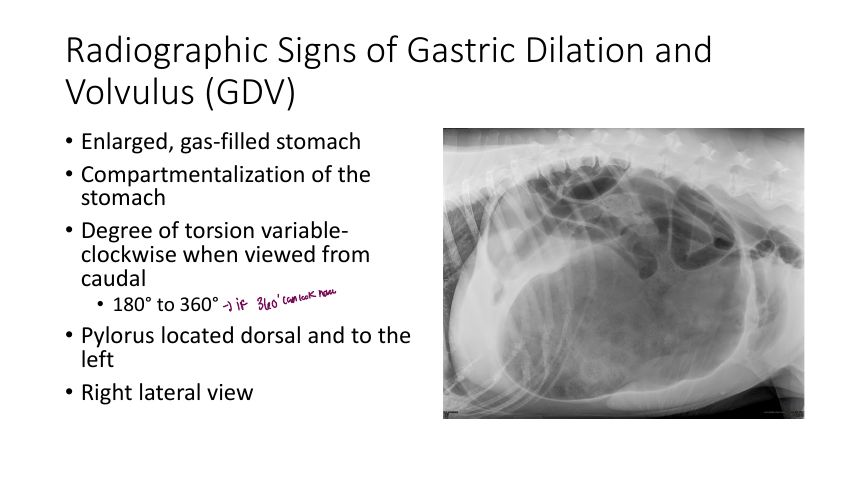 Radiographic Signs of Gastric Dilation and
Volvulus (GDV)
• Enlarged, gas-filled stomach
• Compartmentalization of the
stomach
• Degree of torsion variable-
clockwise when viewed from
caudal
• 180° to 360° → if 360° can look
• Pylorus located dorsal and to the
left
• Right lateral view